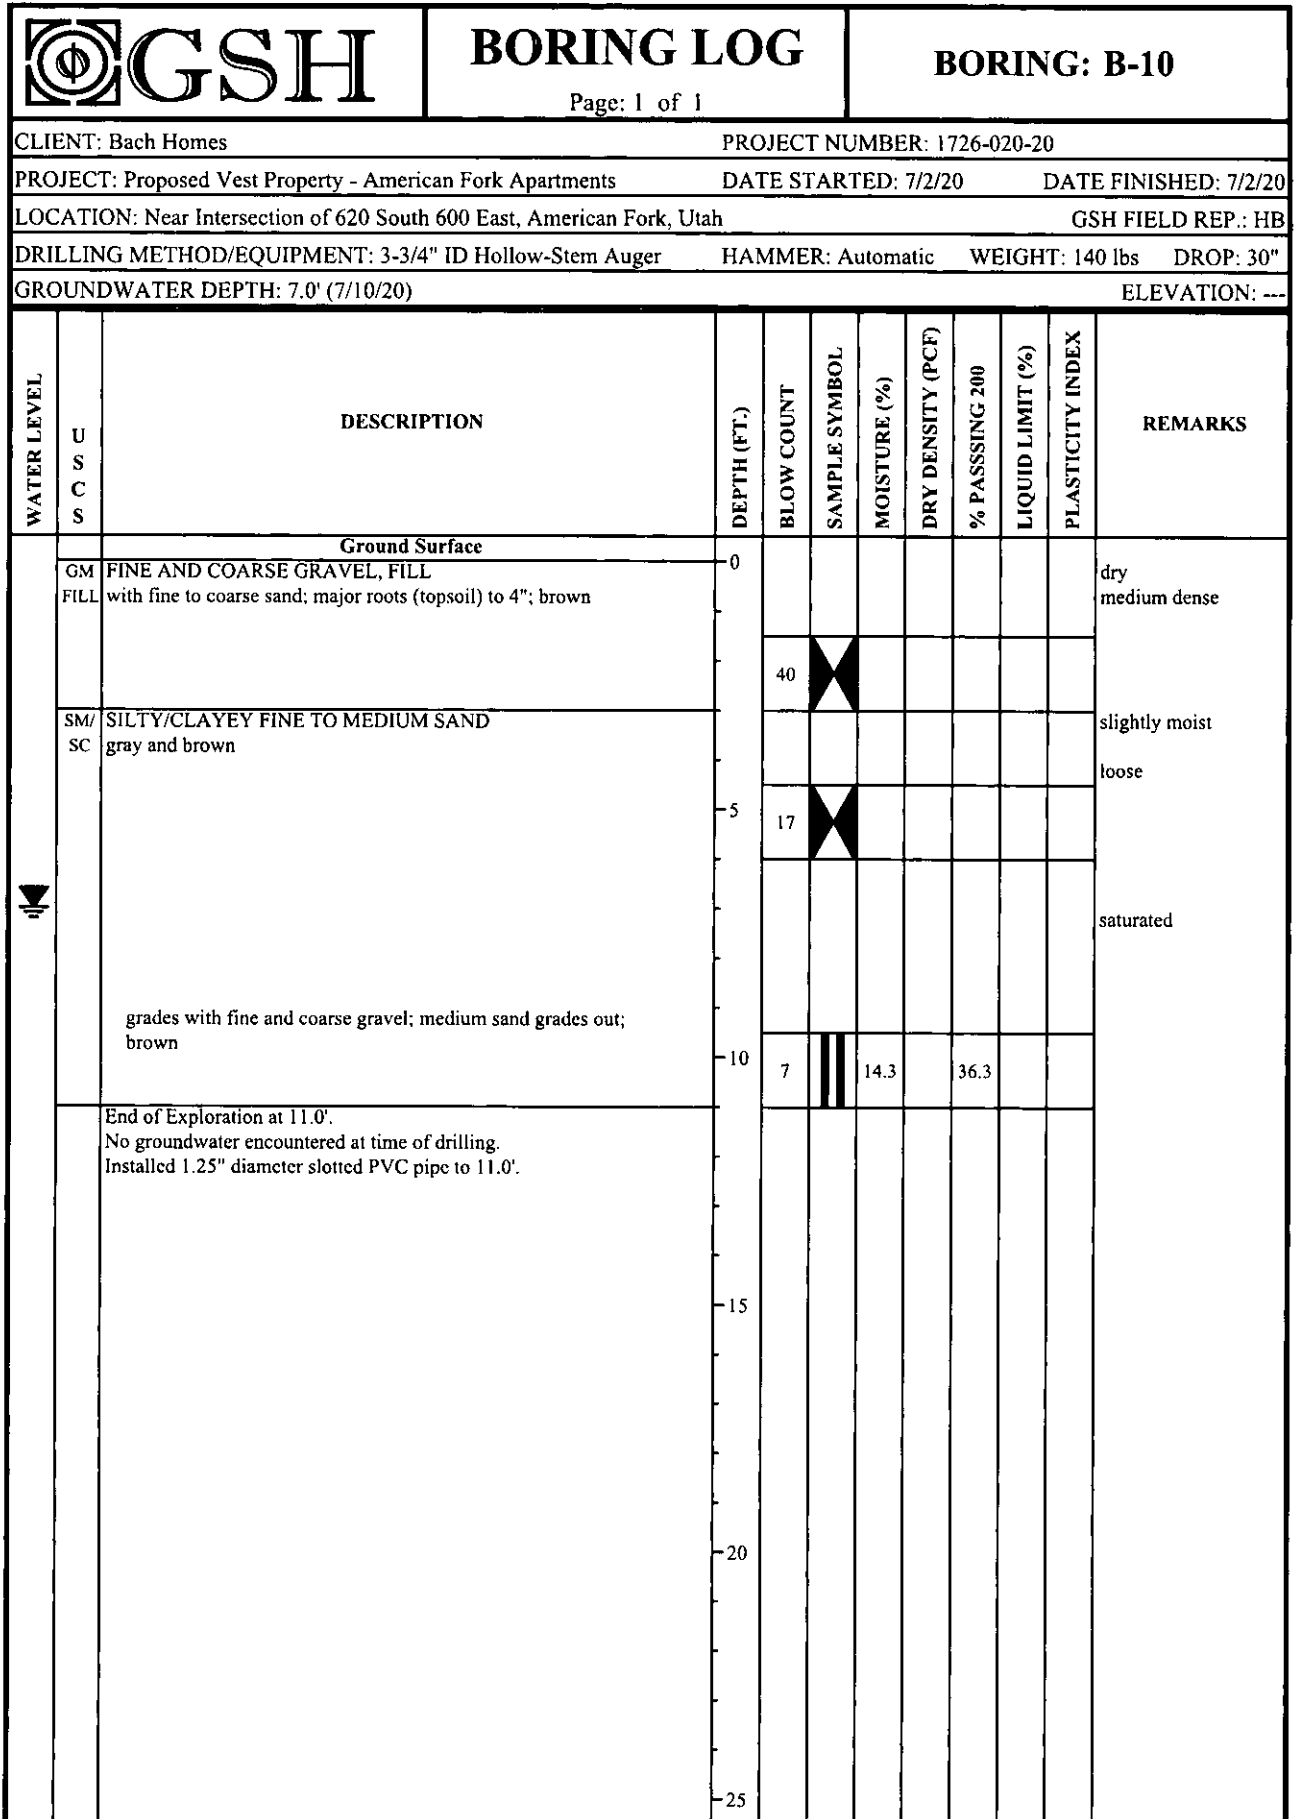 GSH
BORING LOG
Page: 1 of 1
BORING: B-10
CLIENT: Bach Homes PROJECT NUMBER: 1726-020-20
PROJECT: Proposed Vest Property - American Fork Apartments DATE STARTED: 7/2/20 DATE FINISHED: 7/2/20
LOCATION: Near Intersection of 620 South 600 East, American Fork, Utah GSH FIELD REP.: HB
DRILLING METHOD/EQUIPMENT: 3-3/4" ID Hollow-Stem Auger HAMMER: Automatic WEIGHT: 140 lbs DROP: 30"
GROUNDWATER DEPTH: 7.0' (7/10/20) ELEVATION: ---
WATER LEVEL
U
S
C
S
DESCRIPTION
DEPTH (FT.)
BLOW COUNT
SAMPLE SYMBOL
MOISTURE (%)
DRY DENSITY (PCF)
% PASSSING 200
LIQUID LIMIT (%)
PLASTICITY INDEX
REMARKS
Ground Surface
0
GM FINE AND COARSE GRAVEL, FILL dry
FILL with fine to coarse sand; major roots (topsoil) to 4"; brown medium dense
40
SM/ SILTY/CLAYEY FINE TO MEDIUM SAND slightly moist
SC gray and brown
loose
5 17
saturated
grades with fine and coarse gravel; medium sand grades out;
brown
10 7 14.3 36.3
End of Exploration at 11.0'.
No groundwater encountered at time of drilling.
Installed 1.25" diameter slotted PVC pipe to 11.0'.
15
20
25